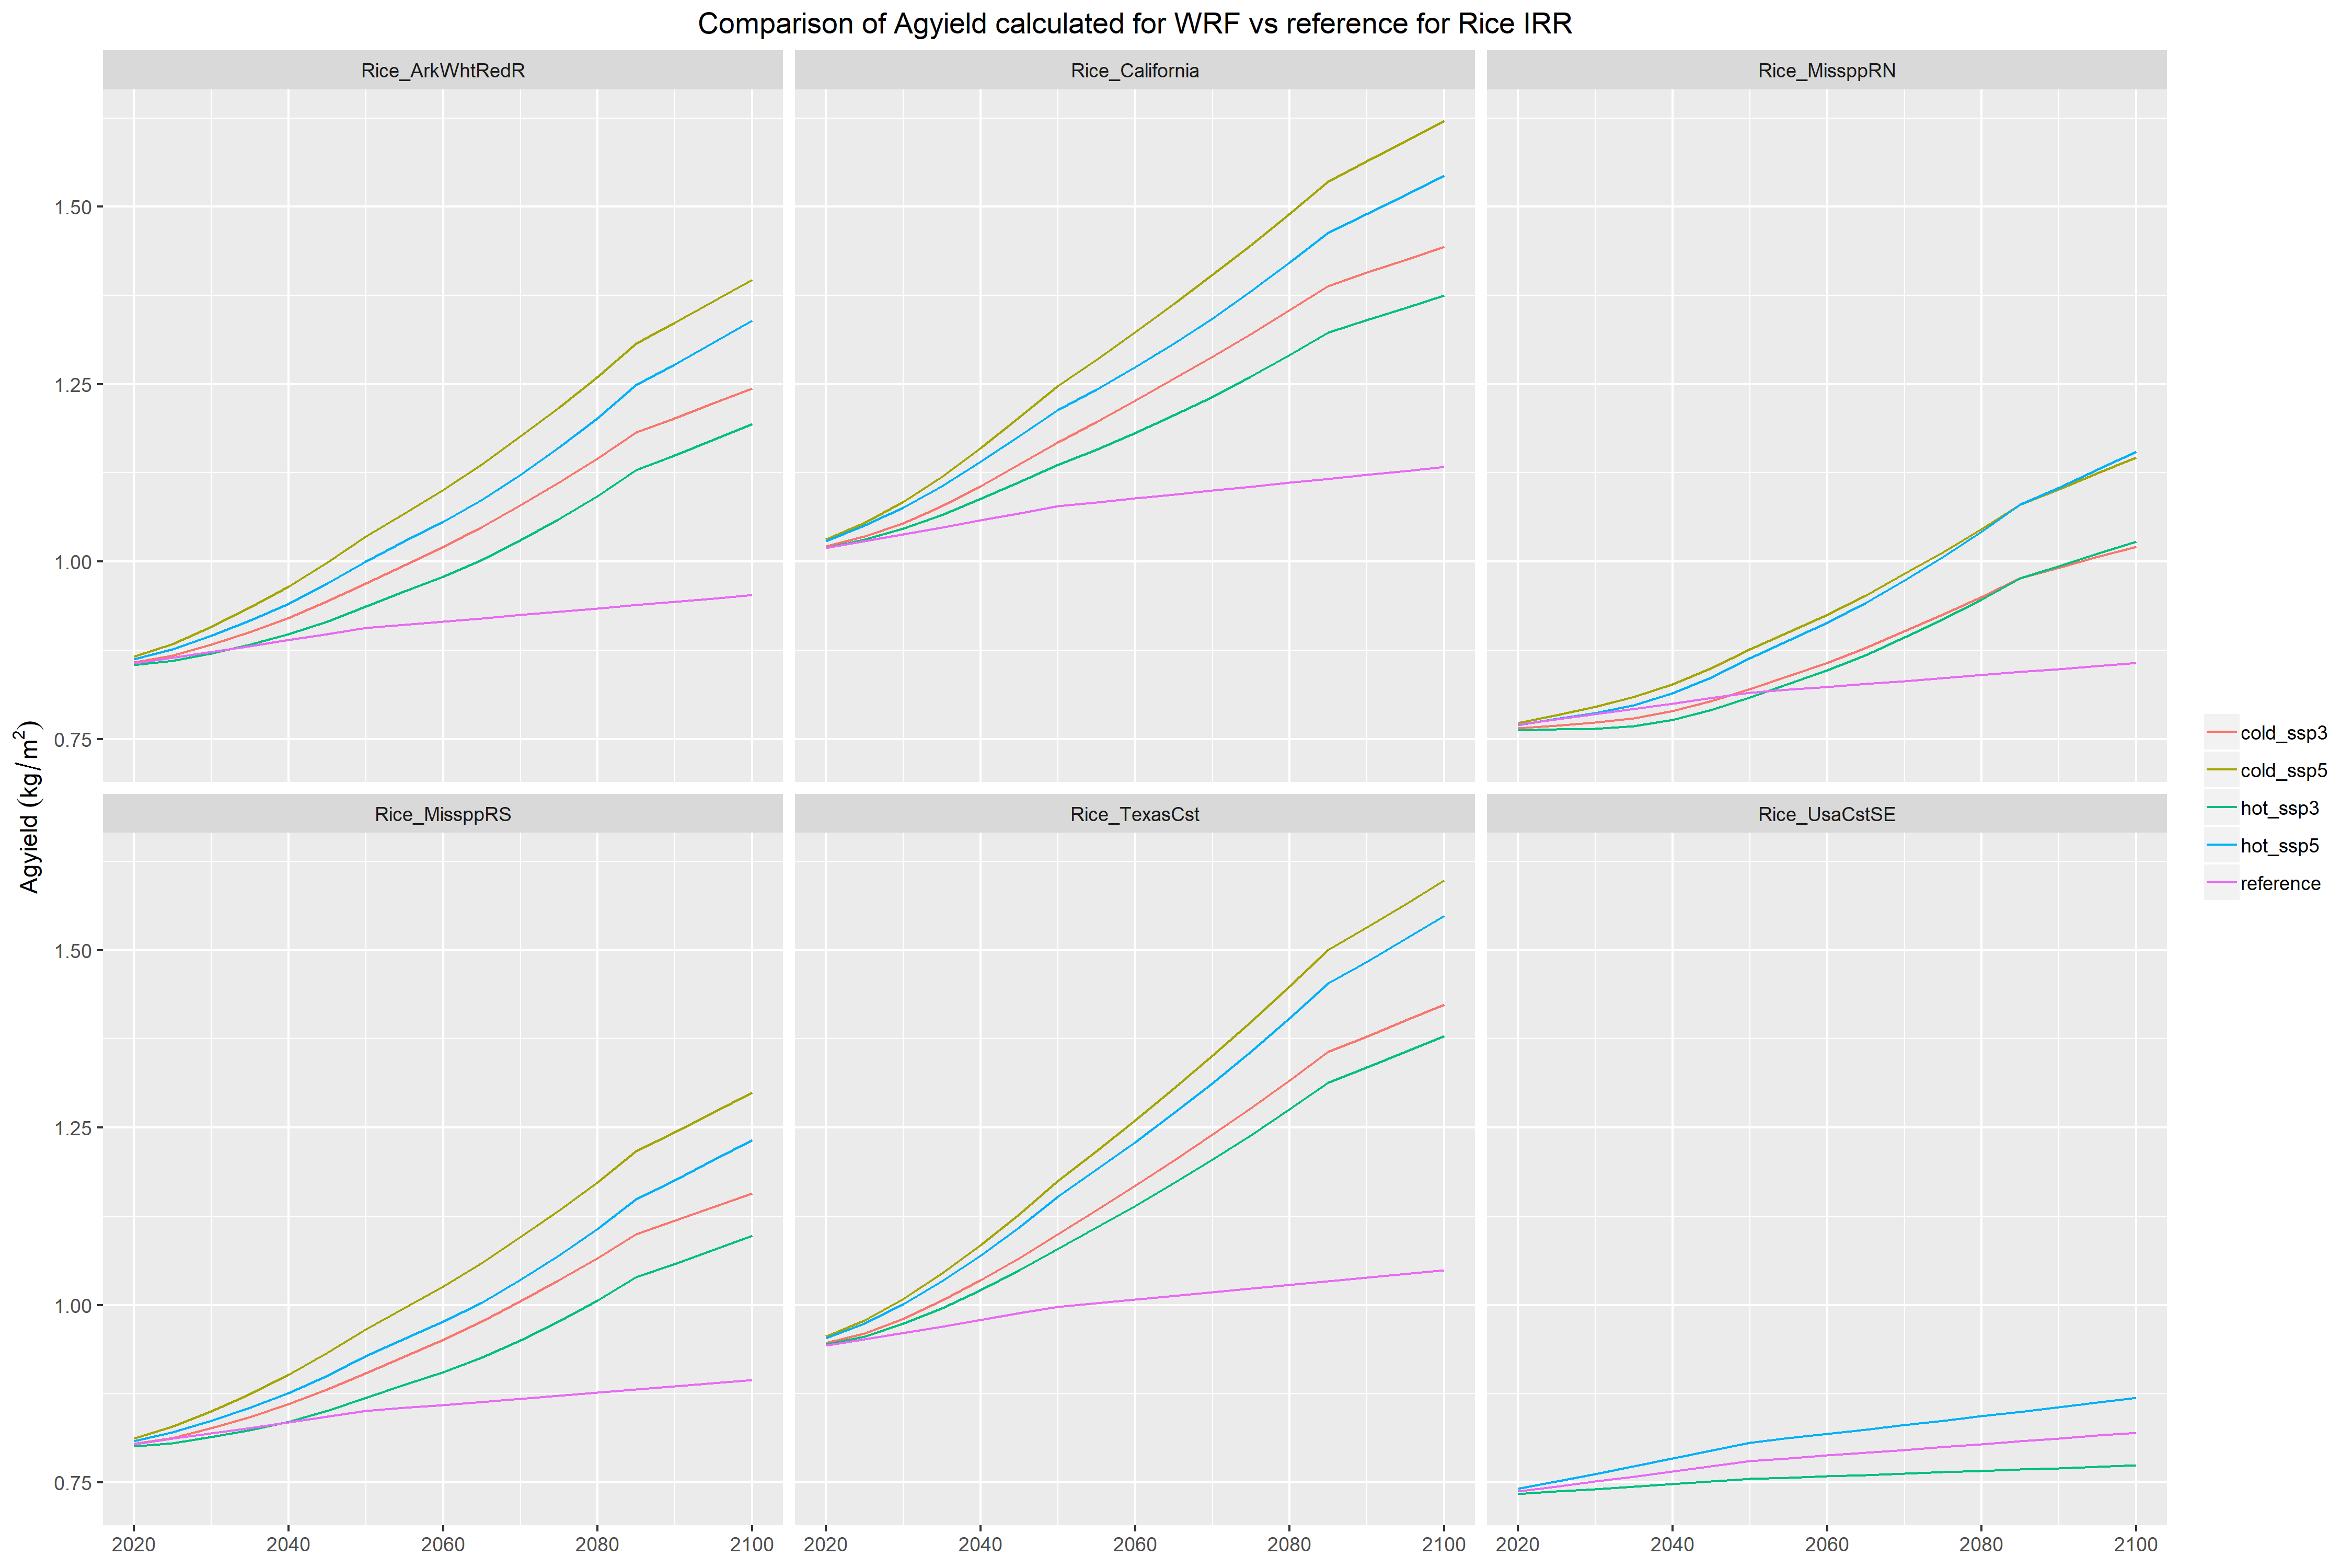 Comparison of Agyield calculated for WRF vs reference for Rice IRR
Rice_ArkWhtRedR
Rice_California
Rice_MissppRN
1.50
1.25
1.00
0.75
Rice_MissppRS
Rice_TexasCst
Rice_UsaCstSE
1.50
1.25
1.00
0.75
2020 2040 2060 2080 2100
2020 2040 2060 2080 2100
2020 2040 2060 2080 2100
Agyield (kg/m²)
cold_ssp3
cold_ssp5
hot_ssp3
hot_ssp5
reference